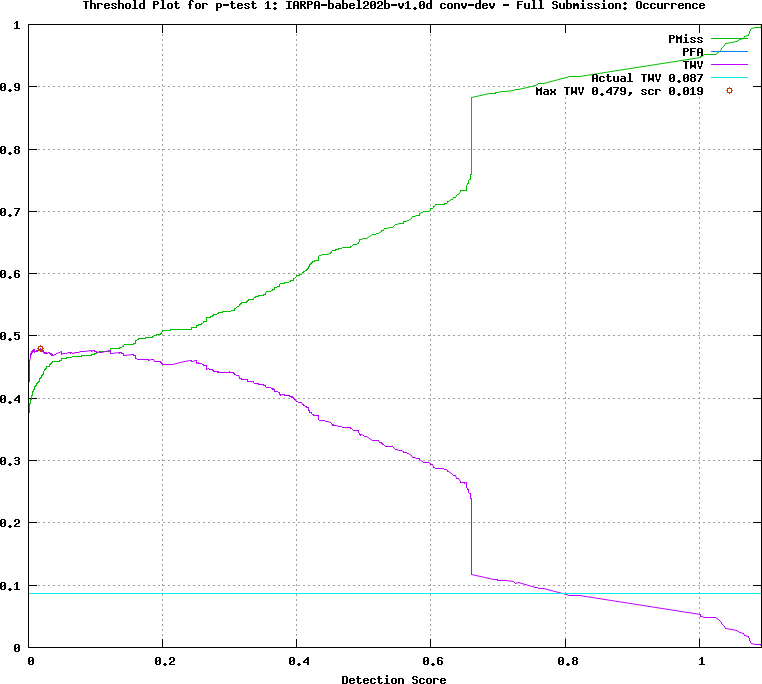 Threshold Plot for p-test 1: IARPA-babel202b-v1.0d conv-dev - Full Submission: Occurrence
PMiss
PFA
TWV
Actual TWV 0.087
Max TWV 0.479, scr 0.019
1
0.9
0.8
0.7
0.6
0.5
0.4
0.3
0.2
0.1
0
0 0.2 0.4 0.6 0.8 1
Detection Score